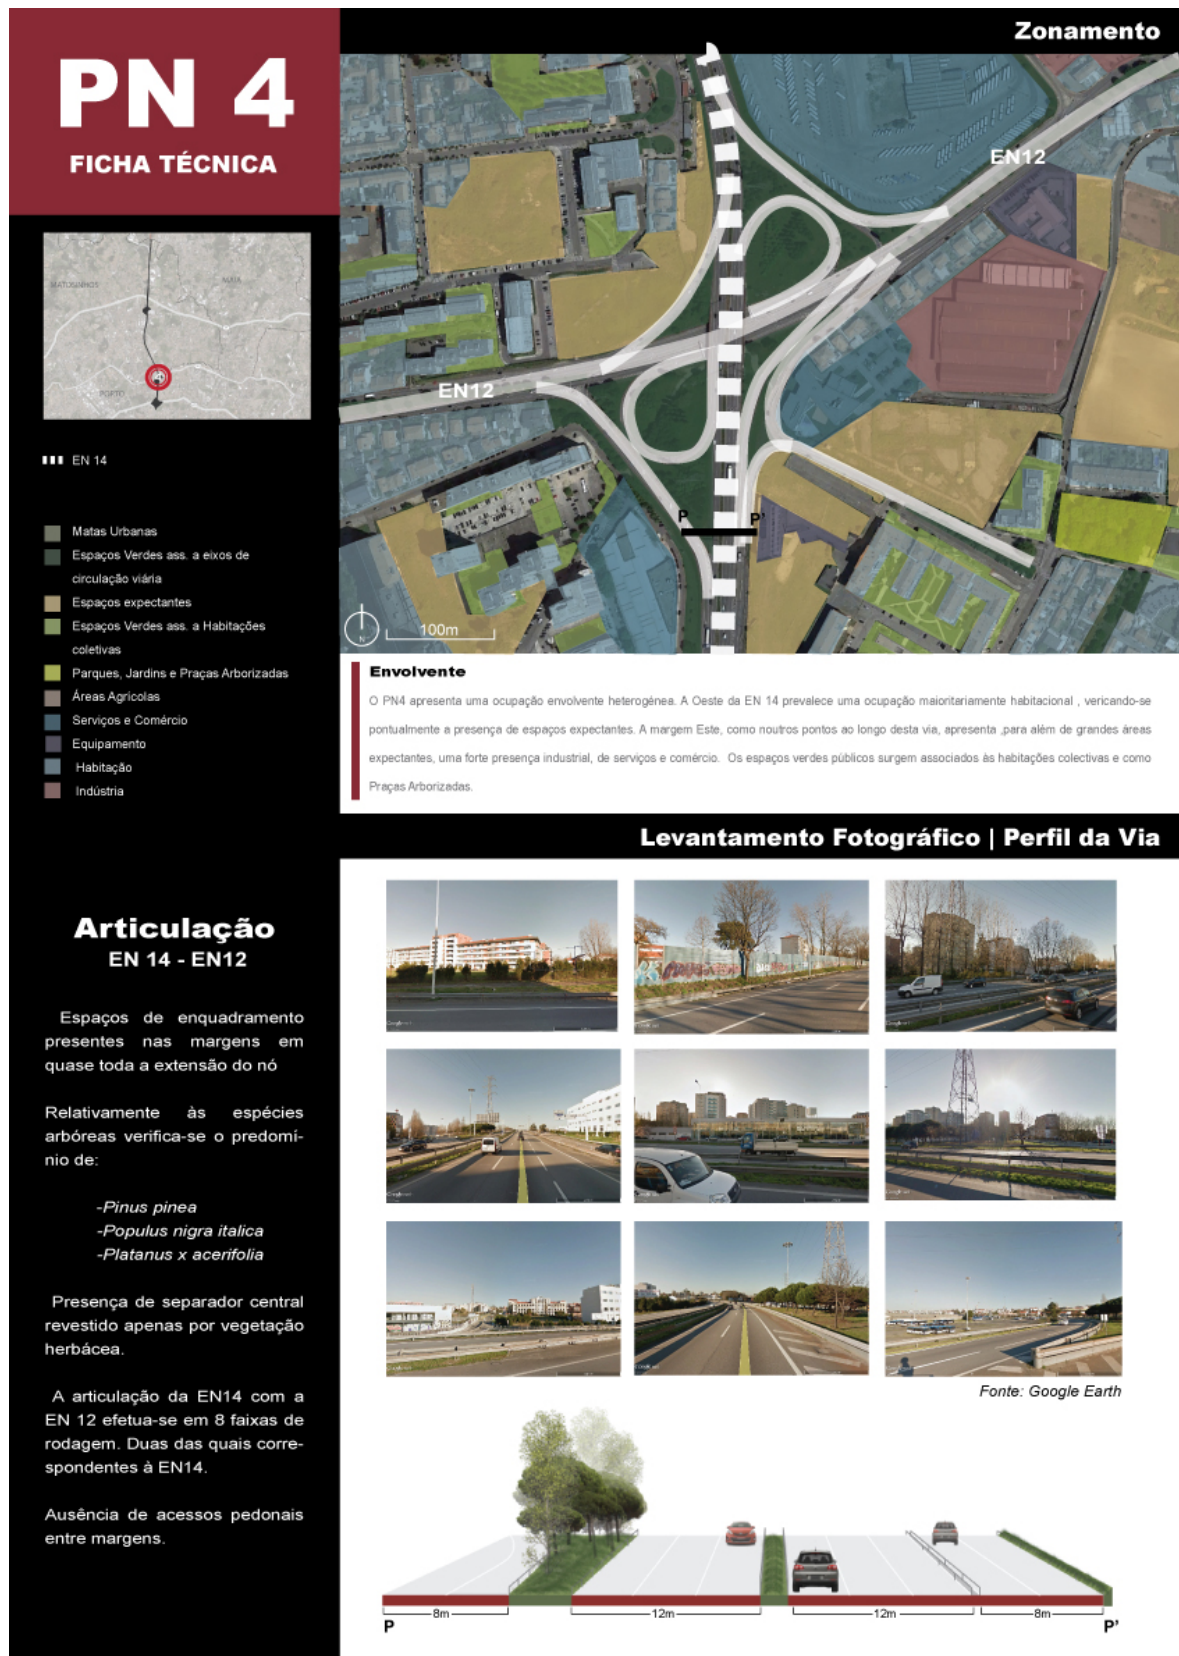 PN 4
FICHA TÉCNICA
Zonamento
EN12
EN12
P
P'
N
100m
MATOSINHOS
MAIA
PORTO
EN 14
Matas Urbanas
Espaços Verdes ass. a eixos de
circulação viária
Espaços expectantes
Espaços Verdes ass. a Habitações
coletivas
Parques, Jardins e Praças Arborizadas
Áreas Agrícolas
Serviços e Comércio
Equipamento
Habitação
Indústria
Envolvente
O PN4 apresenta uma ocupação envolvente heterogénea. A Oeste da EN 14 prevalece uma ocupação maioritariamente habitacional , vericando-se
pontualmente a presença de espaços expectantes. A margem Este, como noutros pontos ao longo desta via, apresenta ,para além de grandes áreas
expectantes, uma forte presença industrial, de serviços e comércio. Os espaços verdes públicos surgem associados às habitações colectivas e como
Praças Arborizadas.
Levantamento Fotográfico | Perfil da Via
Articulação
EN 14 - EN12
Espaços de enquadramento
presentes nas margens em
quase toda a extensão do nó
Relativamente às espécies
arbóreas verifica-se o predomí-
nio de:
-Pinus pinea
-Populus nigra italica
-Platanus x acerifolia
Presença de separador central
revestido apenas por vegetação
herbácea.
A articulação da EN14 com a
EN 12 efetua-se em 8 faixas de
rodagem. Duas das quais corre-
spondentes à EN14.
Ausência de acessos pedonais
entre margens.
Fonte: Google Earth
8m
12m
12m
8m
P
P'